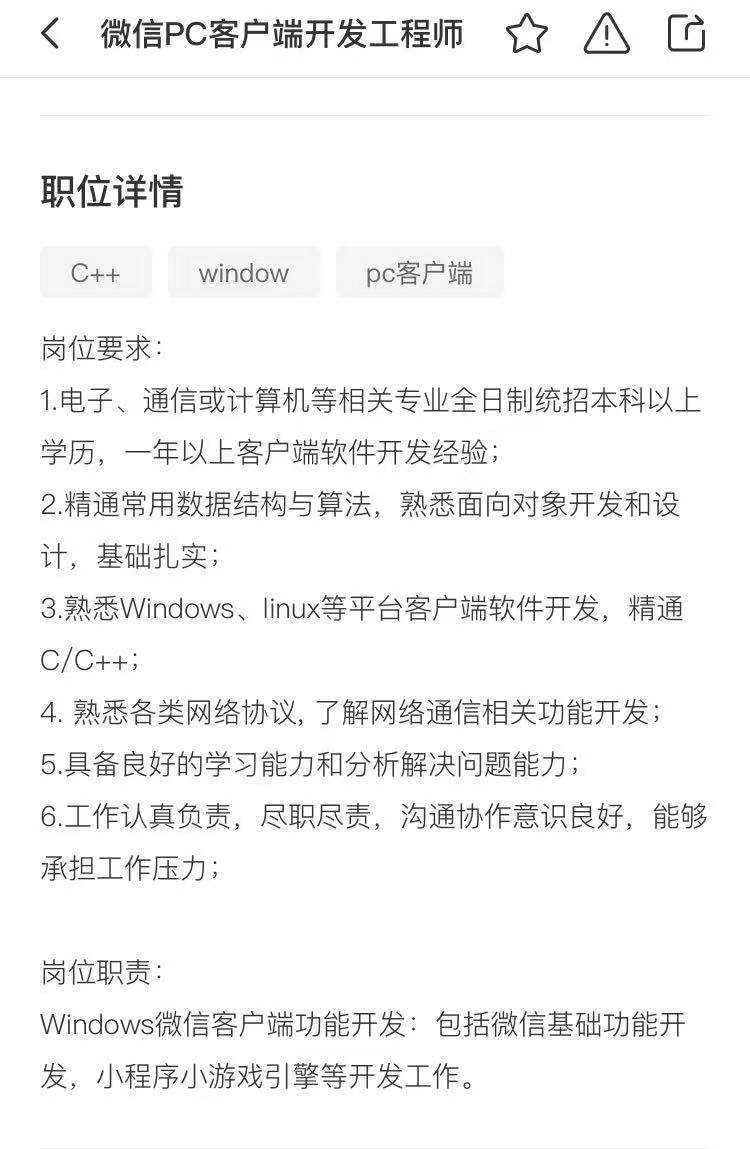 微信PC客户端开发工程师
职位详情
C++ window pc客户端
岗位要求：
1.电子、通信或计算机等相关专业全日制统招本科以上
学历，一年以上客户端软件开发经验；
2.精通常用数据结构与算法，熟悉面向对象开发和设
计，基础扎实；
3.熟悉Windows、linux等平台客户端软件开发，精通
C/C++；
4. 熟悉各类网络协议, 了解网络通信相关功能开发；
5.具备良好的学习能力和分析解决问题能力；
6.工作认真负责，尽职尽责，沟通协作意识良好，能够
承担工作压力；
岗位职责：
Windows微信客户端功能开发：包括微信基础功能开
发，小程序小游戏引擎等开发工作。